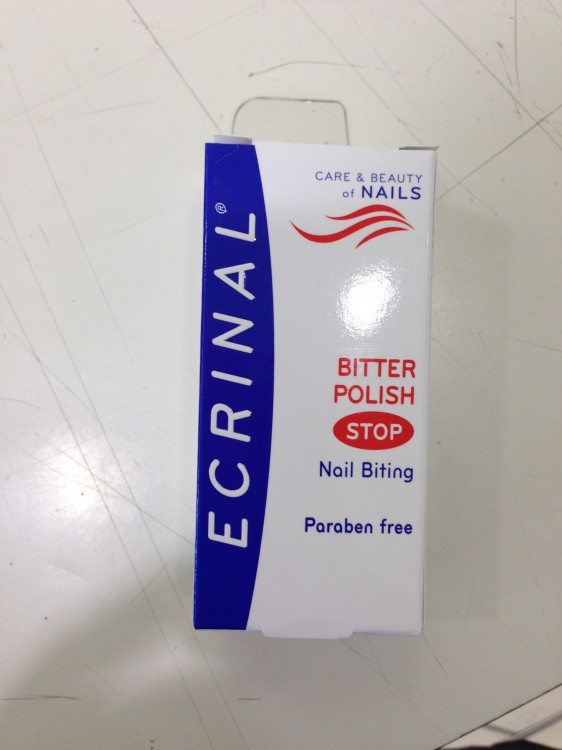 ECRINAL®
CARE & BEAUTY
of NAILS
BITTER
POLISH
STOP
Nail Biting
Paraben free